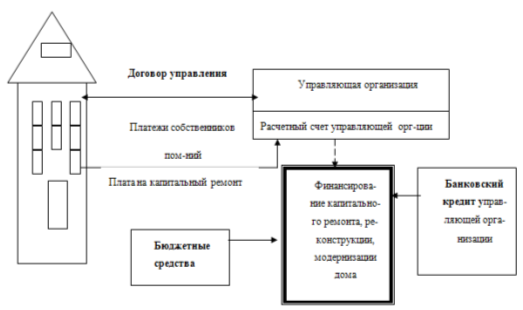 Договор управления
Управляющая организация
Расчетный счет управляющей орг-ции
Платежи собственников
пом-ний
Плата на капитальный ремонт
Финансирова-
ние капитально-
го ремонта, ре-
конструкции,
модернизации
дома
Банковский
кредит управ-
ляющей орга-
низации
Бюджетные
средства